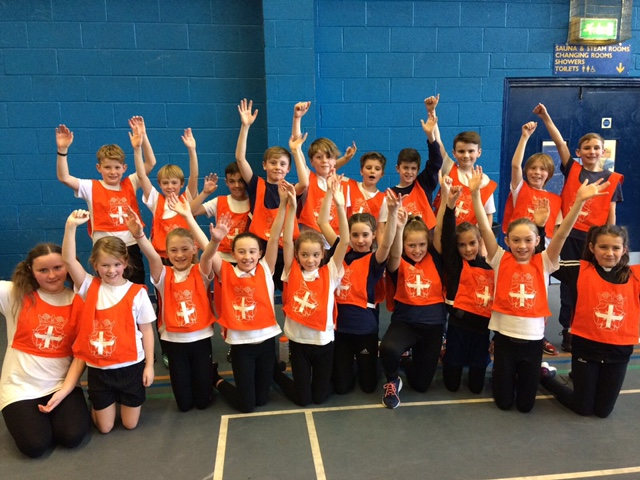 SAUNA & STEAM ROOMS
CHANGING ROOMS
SHOWERS
TOILETS